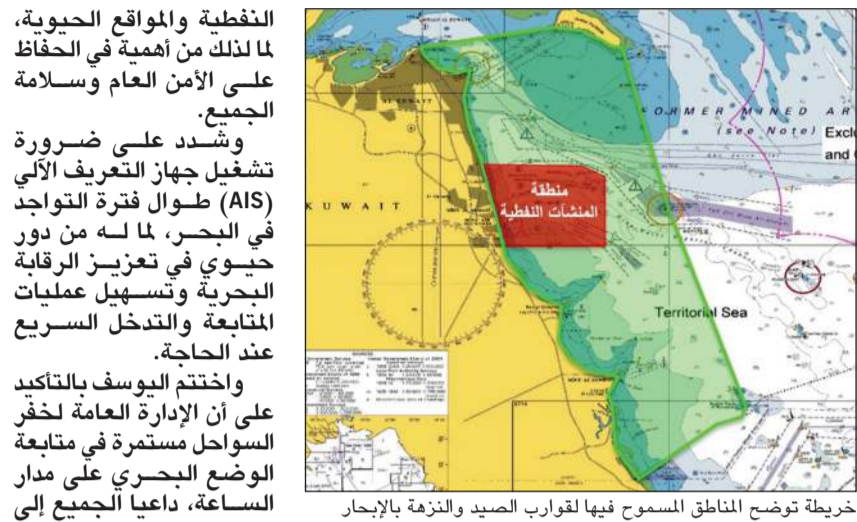 النفطية والمواقع الحيوية،
لما لذلك من أهمية في الحفاظ
على الأمن العام وسلامة
الجميع.
وشدد على ضرورة
تشغيل جهاز التعريف الآلي
(AIS) طوال فترة التواجد
في البحر، لما له من دور
حيوي في تعزيز الرقابة
البحرية وتسهيل عمليات
المتابعة والتدخل السريع
عند الحاجة.
واختتم اليوسف بالتأكيد
على أن الإدارة العامة لخفر
السواحل مستمرة في متابعة
الوضع البحري على مدار
الساعة، داعيا الجميع إلى
FORMER MINED AR
(see Note)
Exclu
and
منطقة
المنشآت النفطية
KUWAIT
Territorial Sea
خريطة توضح المناطق المسموح فيها لقوارب الصيد والنزهة بالإبحار